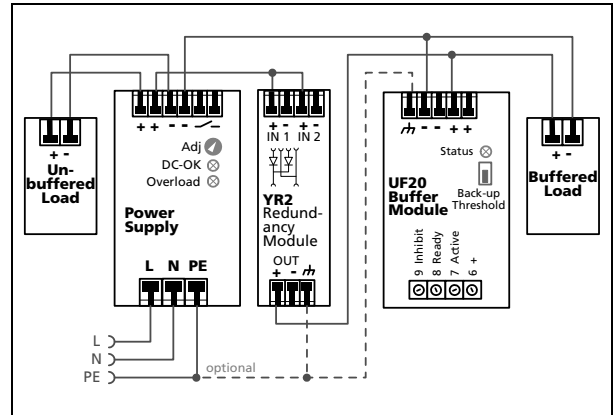 + -
Un-
buffered
Load
+ + - -
Adj
DC-OK
Overload
Power
Supply
L N PE
+ - + -
IN 1 IN 2
YR2
Redund-
ancy
Module
OUT
+ -
- - + +
Status
UF20
Buffer
Module
Back-up
Threshold
9 Inhibit
8 Ready
7 Active
6 +
+ -
Buffered
Load
L
N
PE
optional